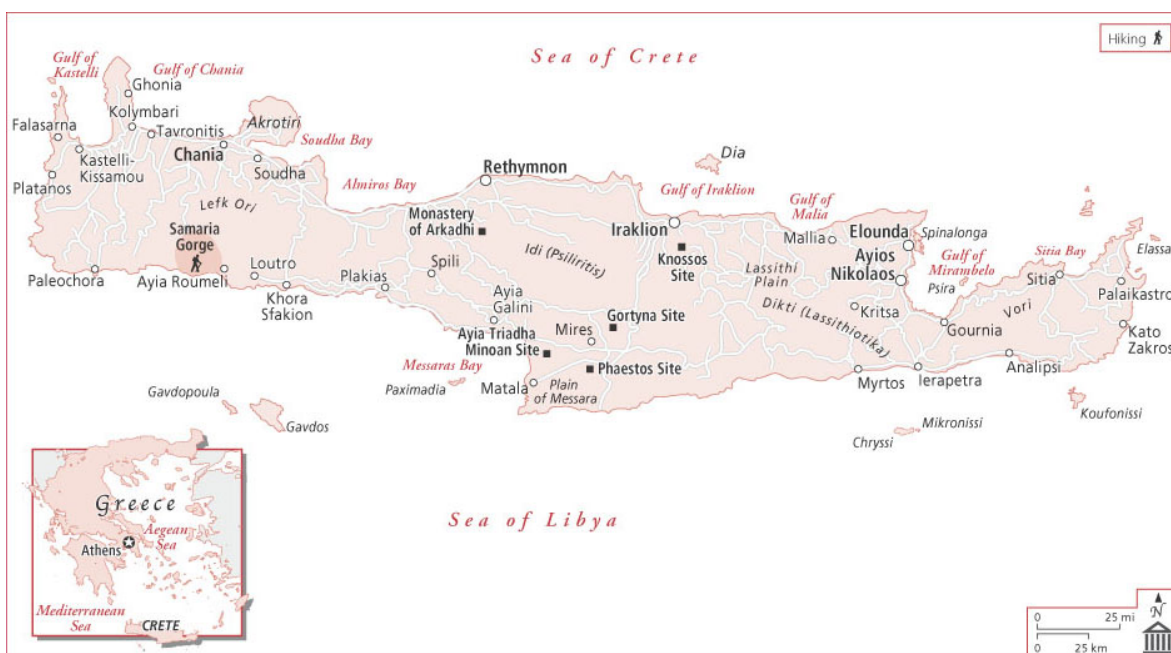 Gulf of
Kastelli
Gulf of Chania
Sea of Crete
Hiking
Ghonia
Kolymbari
Falasarna
Tavronitis
Akrotiri
Soudha Bay
Chania
Kastelli-
Kissamou
Soudha
Platanos
Rethymnon
Dia
Almiros Bay
Gulf of Iraklion
Gulf of
Malia
Lefk Ori
Monastery
of Arkadhi
Iraklion
Mallia
Elounda
Spinalonga
Samaria
Gorge
Idi (Psiliritis)
Knossos
Site
Lassithi
Plain
Ayios
Nikolaos
Gulf of
Mirambelo
Psira
Sitia Bay
Elassa
Sitia
Paleochora
Ayia Roumeli
Loutro
Khora
Sfakion
Plakias
Spili
Palaikastro
Ayia
Galini
Gortyna Site
Dikti (Lassithiotika)
Kritsa
Vori
Gournia
Kato
Zakros
Ayia Triadha
Minoan Site
Mires
Messaras Bay
Paximadia
Matala
Phaestos Site
Plain
of Messara
Myrtos
Ierapetra
Analipsi
Gavdopoula
Gavdos
Koufonissi
Mikronissi
Chryssi
Sea of Libya
Greece
Aegean
Sea
Athens
Mediterranean
Sea
CRETE
N
0 25 mi
0 25 km